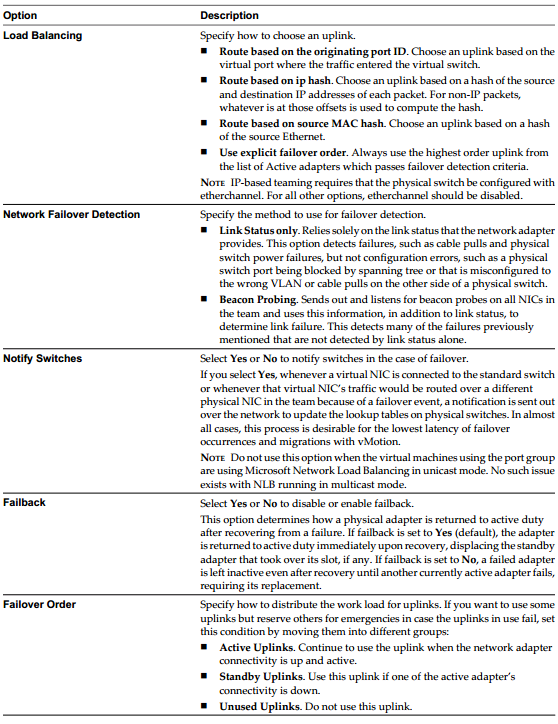 Option Description
Load Balancing Specify how to choose an uplink.
■ Route based on the originating port ID. Choose an uplink based on the
virtual port where the traffic entered the virtual switch.
■ Route based on ip hash. Choose an uplink based on a hash of the source
and destination IP addresses of each packet. For non-IP packets,
whatever is at those offsets is used to compute the hash.
■ Route based on source MAC hash. Choose an uplink based on a hash
of the source Ethernet.
■ Use explicit failover order. Always use the highest order uplink from
the list of Active adapters which passes failover detection criteria.
NOTE IP-based teaming requires that the physical switch be configured with
etherchannel. For all other options, etherchannel should be disabled.
Network Failover Detection Specify the method to use for failover detection.
■ Link Status only. Relies solely on the link status that the network adapter
provides. This option detects failures, such as cable pulls and physical
switch power failures, but not configuration errors, such as a physical
switch port being blocked by spanning tree or that is misconfigured to
the wrong VLAN or cable pulls on the other side of a physical switch.
■ Beacon Probing. Sends out and listens for beacon probes on all NICs in
the team and uses this information, in addition to link status, to
determine link failure. This detects many of the failures previously
mentioned that are not detected by link status alone.
Notify Switches Select Yes or No to notify switches in the case of failover.
If you select Yes, whenever a virtual NIC is connected to the standard switch
or whenever that virtual NIC's traffic would be routed over a different
physical NIC in the team because of a failover event, a notification is sent out
over the network to update the lookup tables on physical switches. In almost
all cases, this process is desirable for the lowest latency of failover
occurrences and migrations with vMotion.
NOTE Do not use this option when the virtual machines using the port group
are using Microsoft Network Load Balancing in unicast mode. No such issue
exists with NLB running in multicast mode.
Failback Select Yes or No to disable or enable failback.
This option determines how a physical adapter is returned to active duty
after recovering from a failure. If failback is set to Yes (default), the adapter
is returned to active duty immediately upon recovery, displacing the standby
adapter that took over its slot, if any. If failback is set to No, a failed adapter
is left inactive even after recovery until another currently active adapter fails,
requiring its replacement.
Failover Order Specify how to distribute the work load for uplinks. If you want to use some
uplinks but reserve others for emergencies in case the uplinks in use fail, set
this condition by moving them into different groups:
■ Active Uplinks. Continue to use the uplink when the network adapter
connectivity is up and active.
■ Standby Uplinks. Use this uplink if one of the active adapter's
connectivity is down.
■ Unused Uplinks. Do not use this uplink.